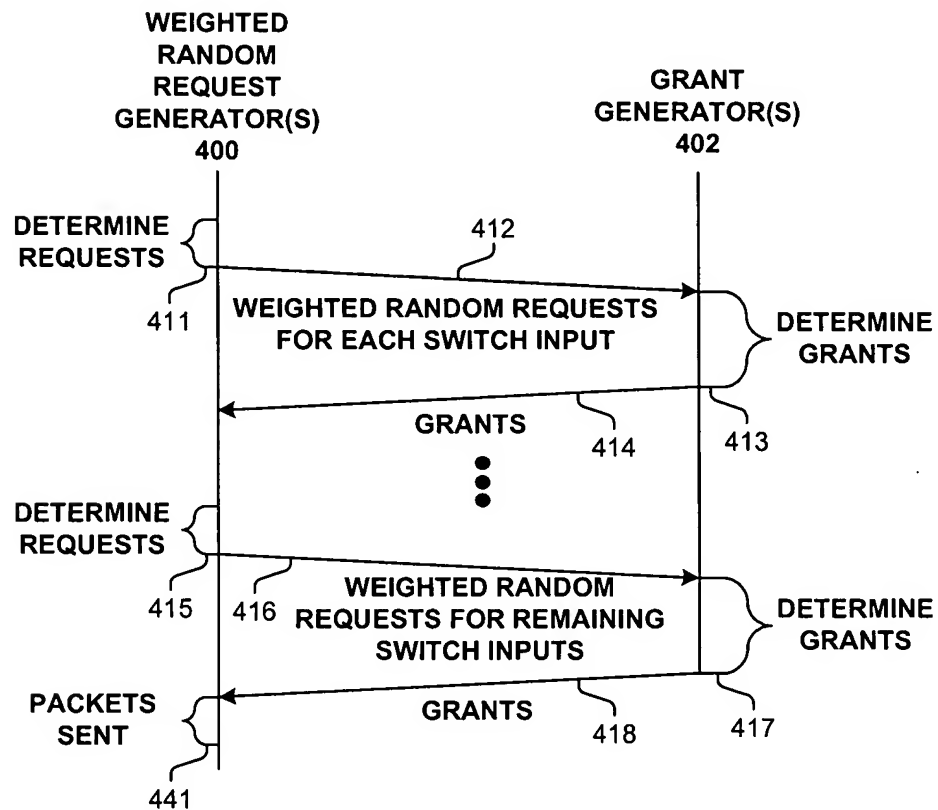 WEIGHTED
RANDOM
REQUEST
GENERATOR(S)
400
GRANT
GENERATOR(S)
402
DETERMINE
REQUESTS
411
412
WEIGHTED RANDOM REQUESTS
FOR EACH SWITCH INPUT
DETERMINE
GRANTS
GRANTS
414
413
DETERMINE
REQUESTS
415
416
WEIGHTED RANDOM
REQUESTS FOR REMAINING
SWITCH INPUTS
DETERMINE
GRANTS
PACKETS
SENT
GRANTS
418
417
441